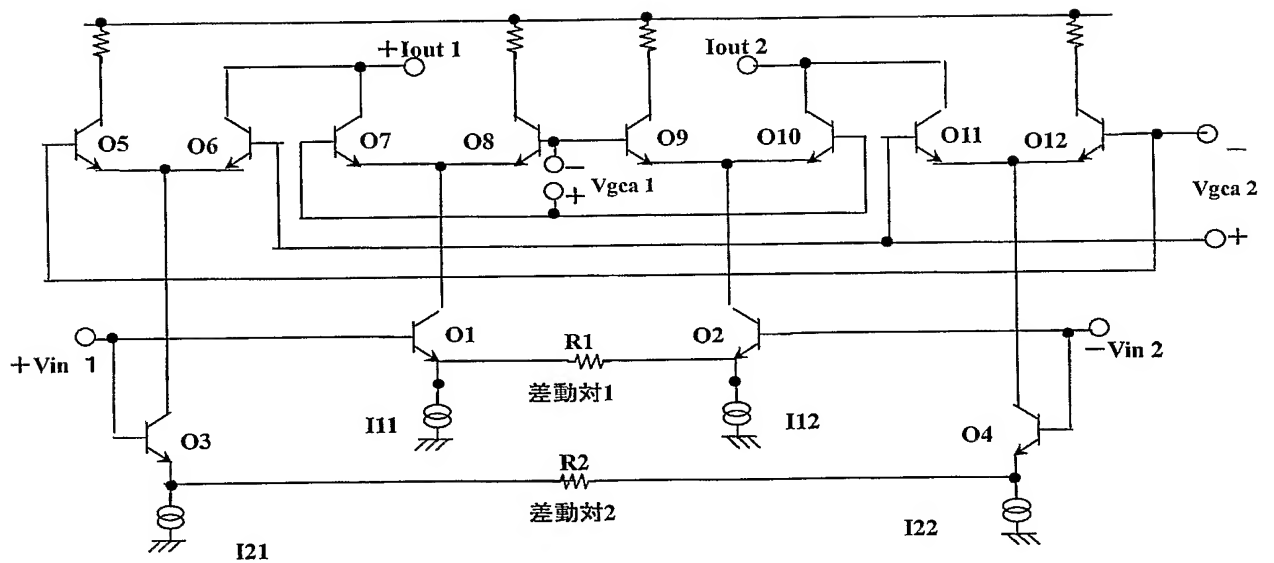 +Iout 1
Iout 2
O5
O6
O7
O8
O9
O10
O11
O12
−
Vgca 1
+
−
Vgca 2
+
+Vin 1
O1
R1
O2
−Vin 2
差動対1
I11
I12
O3
O4
R2
差動対2
I21
I22